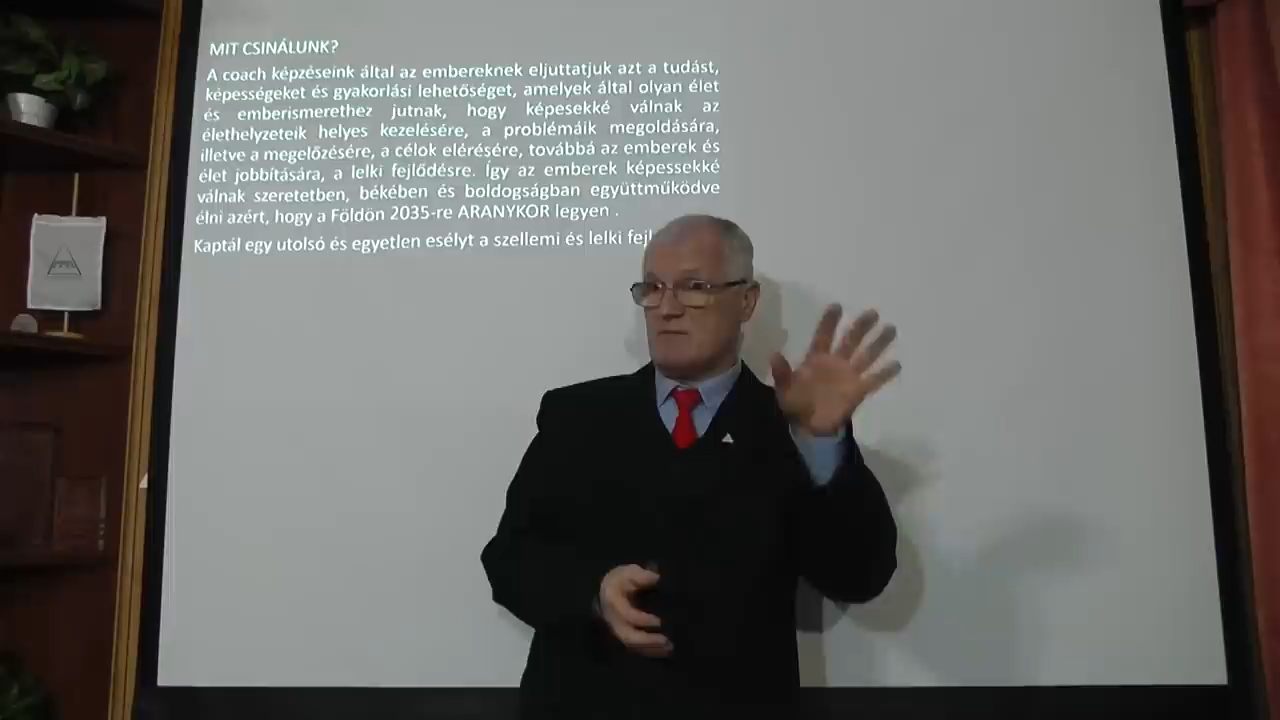 MIT CSINÁLUNK?
A coach képzéseink által az embereknek eljuttatjuk azt a tudást,
képességeket és gyakorlási lehetőséget, amelyek által olyan élet
és emberismerethez jutnak, hogy képesekké válnak az
élethelyzeteik helyes kezelésére, a problémáik megoldására,
illetve a megelőzésére, a célok elérésére, továbbá az emberek és
élet jobbítására, a lelki fejlődésre. Így az emberek képessekké
válnak szeretetben, békében és boldogságban együttműködve
élni azért, hogy a Földön 2035-re ARANYKOR legyen .
Kaptál egy utolsó és egyetlen esélyt a szellemi és lelki